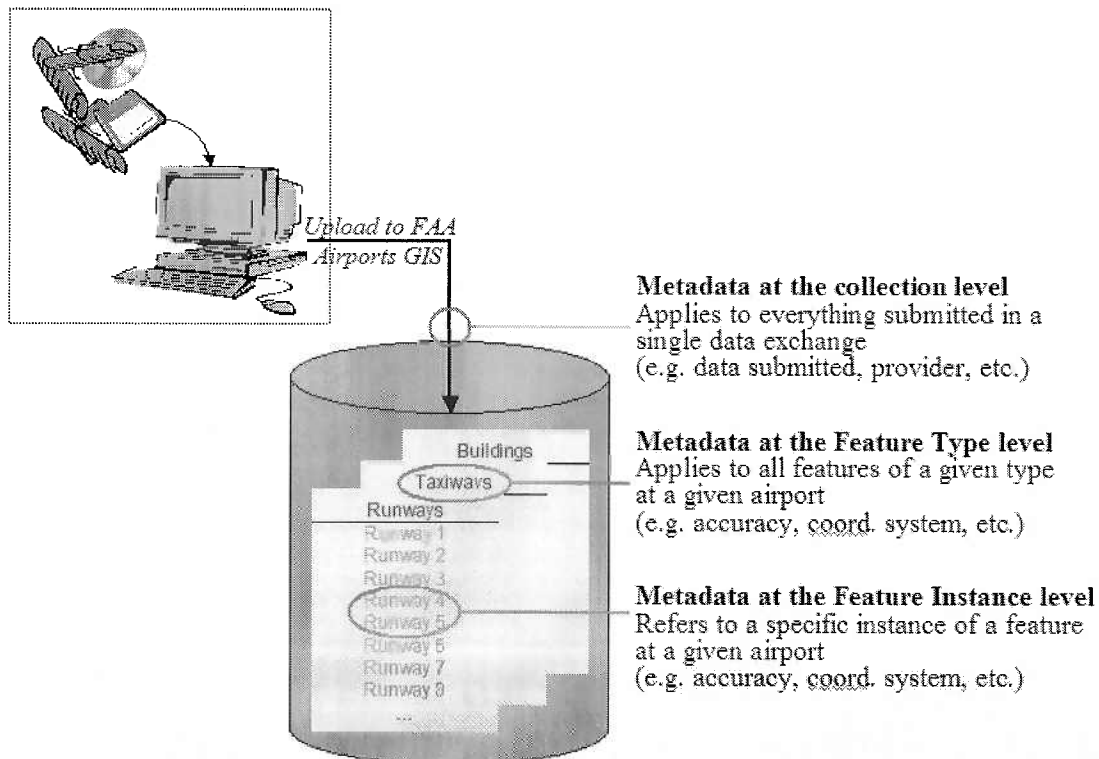 Upload to FAA
Airports GIS
Metadata at the collection level
Applies to everything submitted in a
single data exchange
(e.g. data submitted, provider, etc.)
Buildings
Taxiways
Runways
Runway 1
Runway 2
Runway 3
Runway 4
Runway 5
Runway 6
Runway 7
Runway 8
...
Metadata at the Feature Type level
Applies to all features of a given type
at a given airport
(e.g. accuracy, coord. system, etc.)
Metadata at the Feature Instance level
Refers to a specific instance of a feature
at a given airport
(e.g. accuracy, coord. system, etc.)